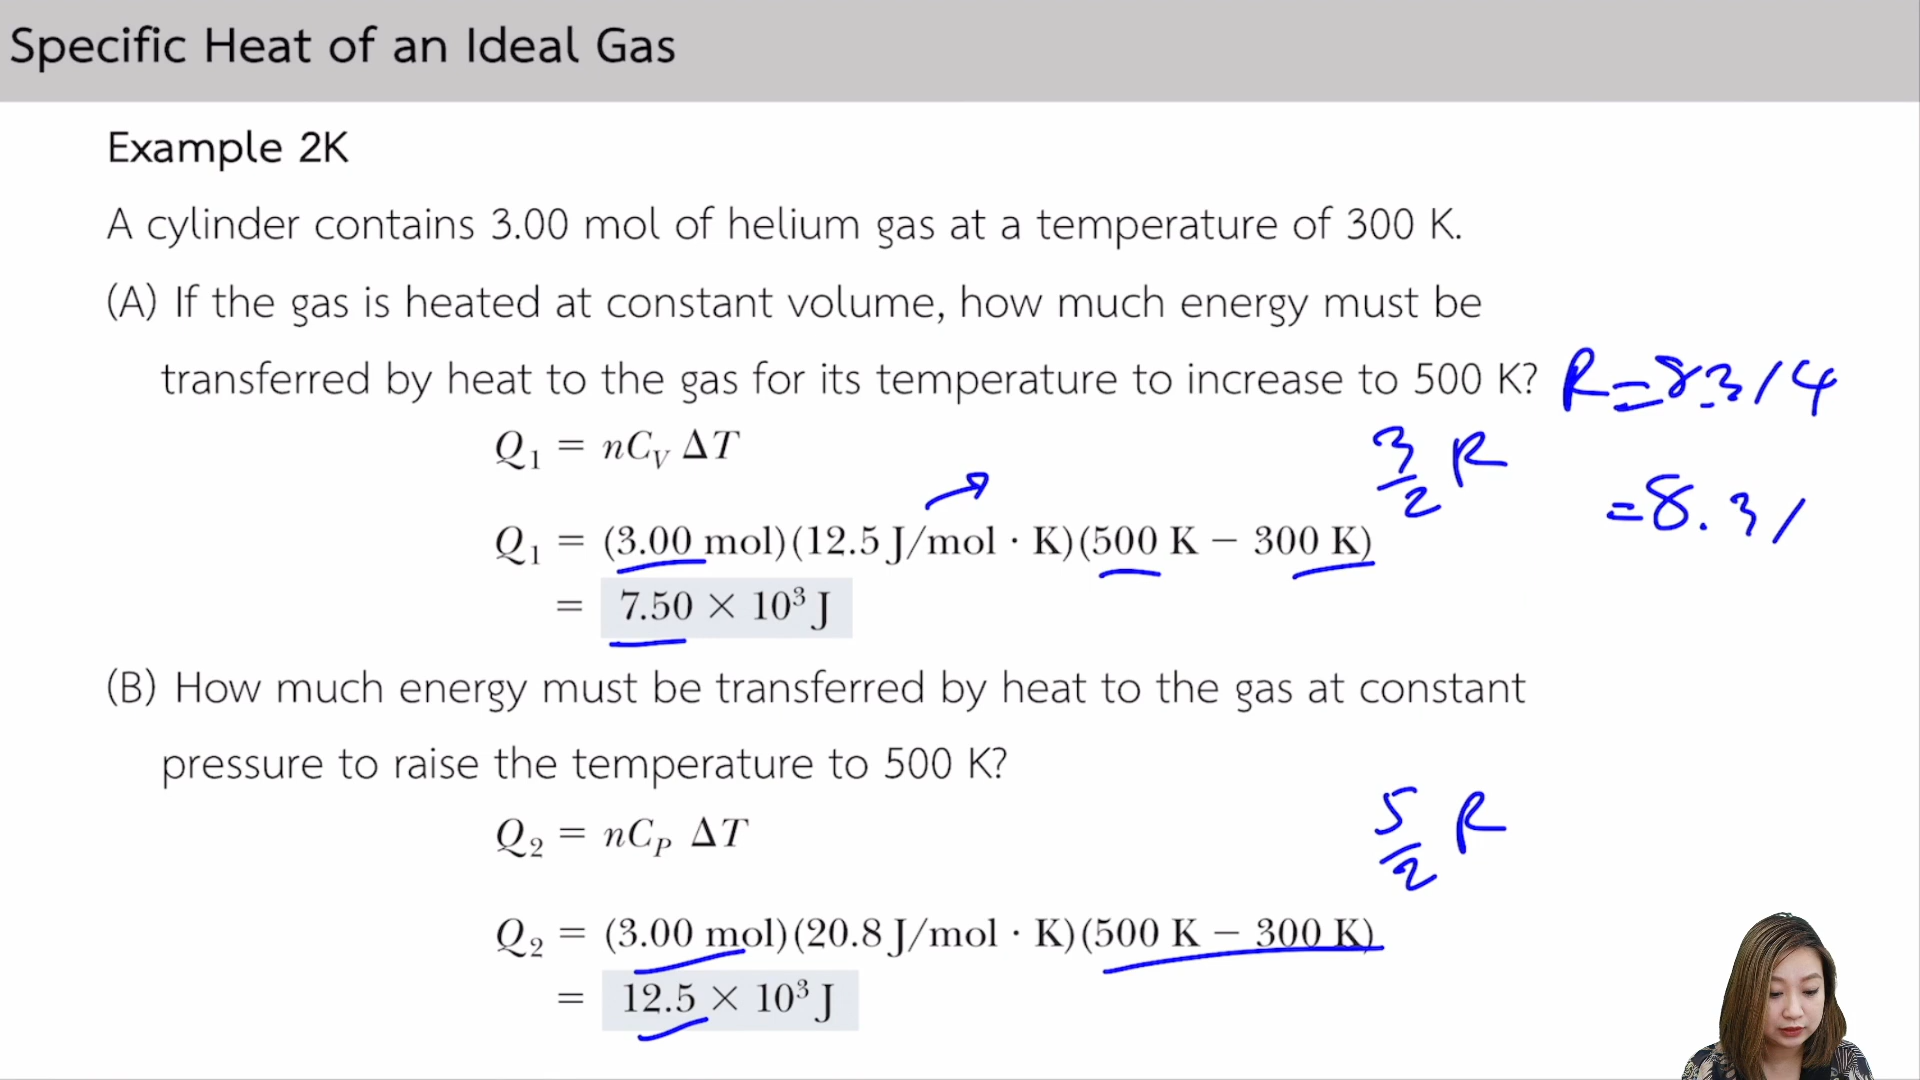 Specific Heat of an Ideal Gas
Example 2K
A cylinder contains 3.00 mol of helium gas at a temperature of 300 K.
(A) If the gas is heated at constant volume, how much energy must be
transferred by heat to the gas for its temperature to increase to 500 K? R=8.314
Q₁ = nC_V ΔT
3/2 R
=8.31
Q₁ = (3.00 mol)(12.5 J/mol · K)(500 K − 300 K)
= 7.50 × 10³ J
(B) How much energy must be transferred by heat to the gas at constant
pressure to raise the temperature to 500 K?
Q₂ = nC_P ΔT
5/2 R
Q₂ = (3.00 mol)(20.8 J/mol · K)(500 K − 300 K)
= 12.5 × 10³ J